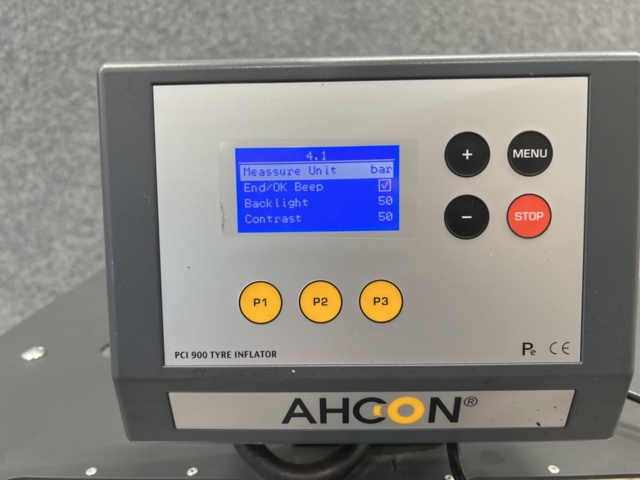 4.1
Meassure Unit bar
End/OK Beep
Backlight 50
Contrast 50
+ MENU
- STOP
P1 P2 P3
PCI 900 TYRE INFLATOR
Pe CE
AHCON®